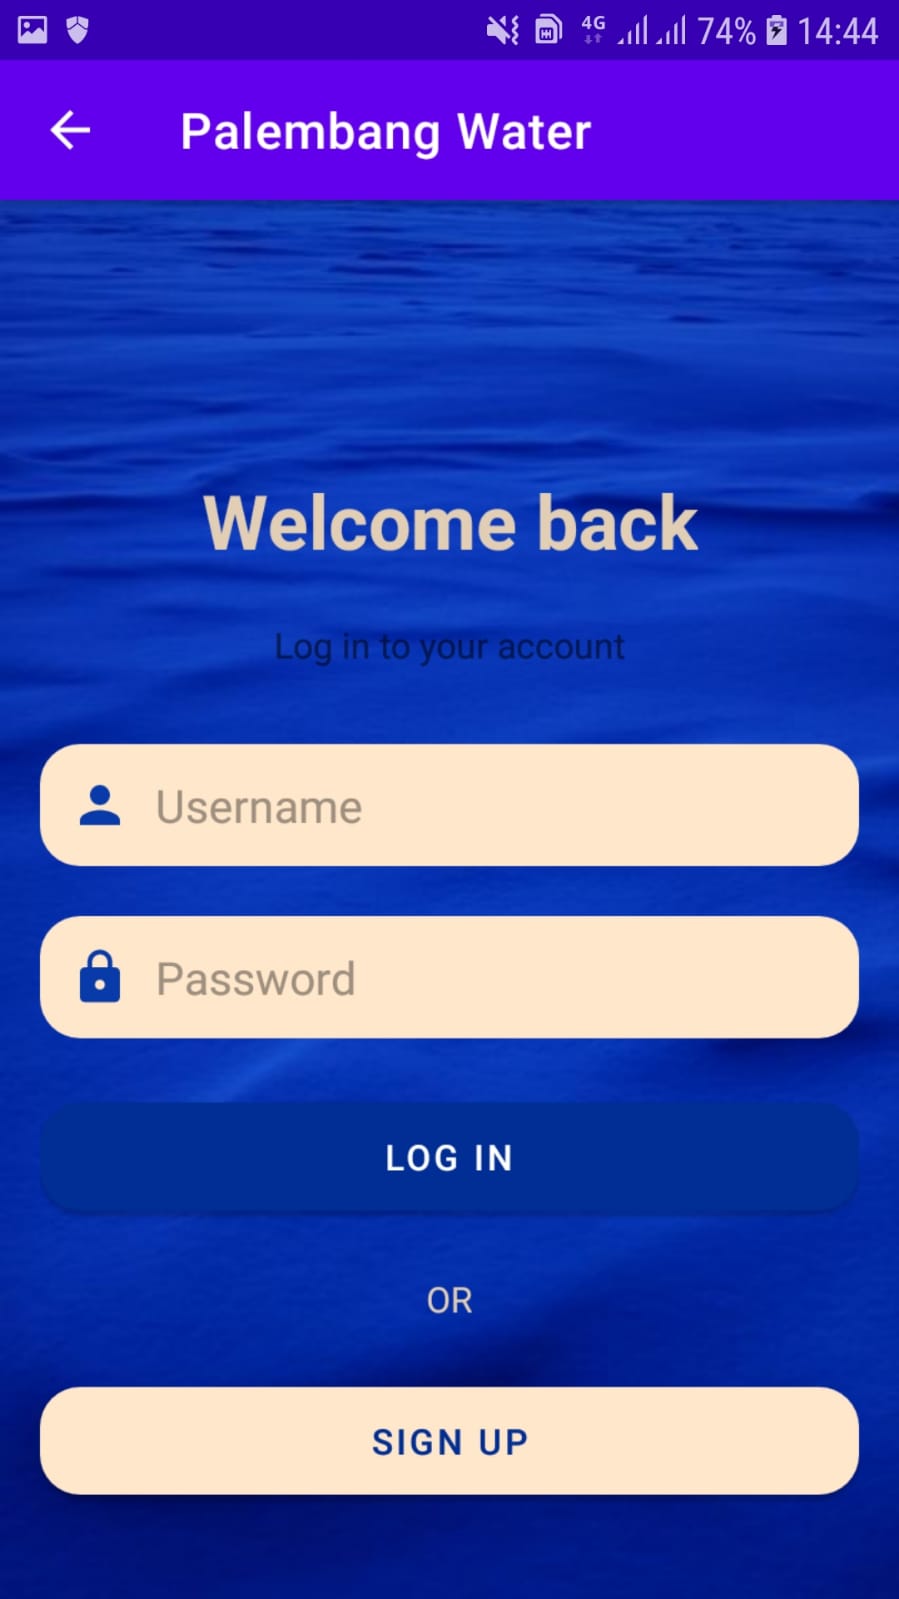 4G 74% 14:44
Palembang Water
Welcome back
Log in to your account
Username
Password
LOG IN
OR
SIGN UP